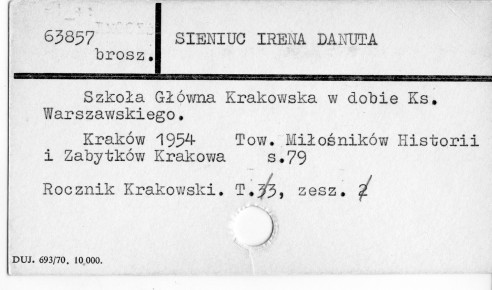 63857
brosz.
SIENIUC IRENA DANUTA
Szkoła Główna Krakowska w dobie Ks.
Warszawskiego.
Kraków 1954 Tow. Miłośników Historii
i Zabytków Krakowa s.79
Rocznik Krakowski. T.33, zesz. 2
DUJ. 693/70. 10,000.